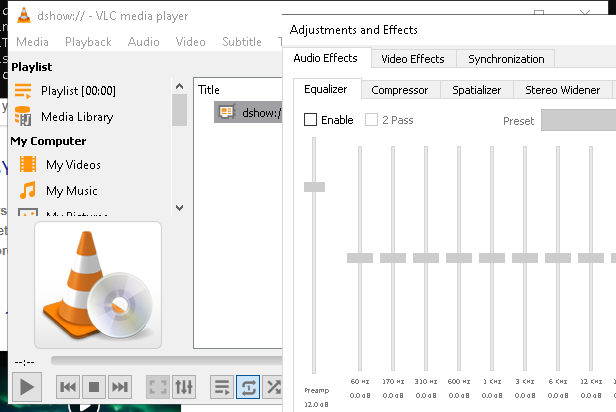 dshow:// - VLC media player
Media Playback Audio Video Subtitle
Playlist
Playlist [00:00]
Media Library
My Computer
My Videos
My Music
My Pictures
Title
dshow:/
--:--
Adjustments and Effects
Audio Effects Video Effects Synchronization
Equalizer Compressor Spatializer Stereo Widener
Enable 2 Pass Preset
60 Hz 170 Hz 310 Hz 600 Hz 1 KHz 3 KHz 6 KHz 12 KHz
Preamp 0.0 dB 0.0 dB 0.0 dB 0.0 dB 0.0 dB 0.0 dB 0.0 dB 0.0 dB
12.0 dB